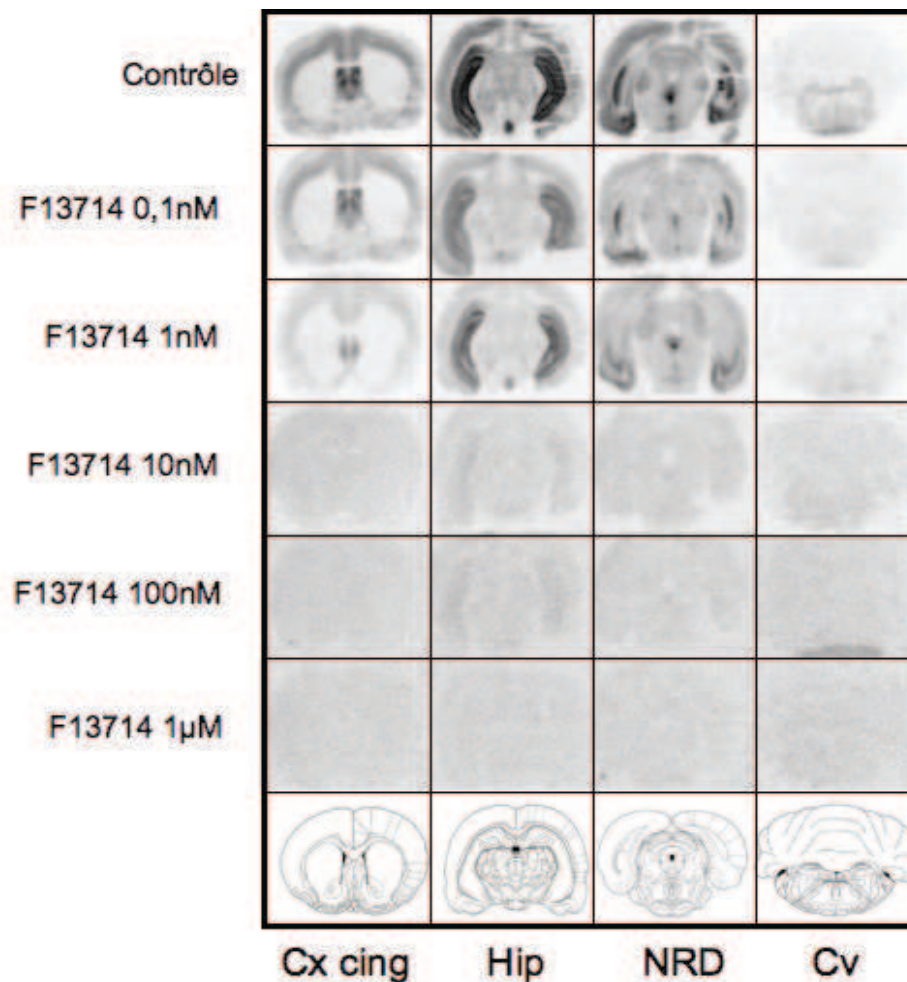 Contrôle
F13714 0,1nM
F13714 1nM
F13714 10nM
F13714 100nM
F13714 1µM
Cx cing Hip NRD Cv